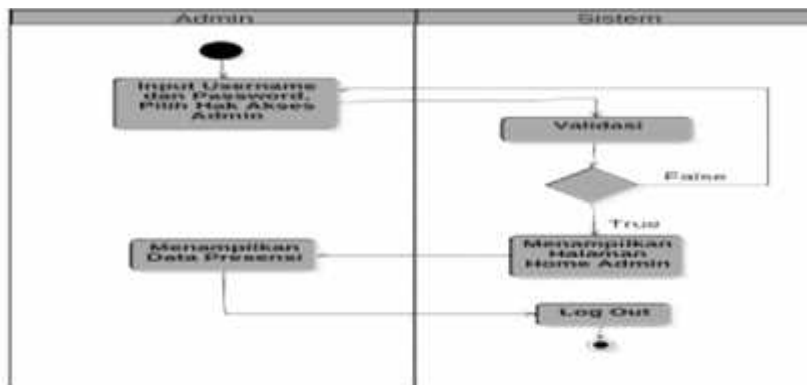 Admin
Sistem
Input Username
dan Password,
Pilih Hak Akses
Admin
Validasi
False
True
Menampilkan
Data Presensi
Menampilkan
Halaman
Home Admin
Log Out